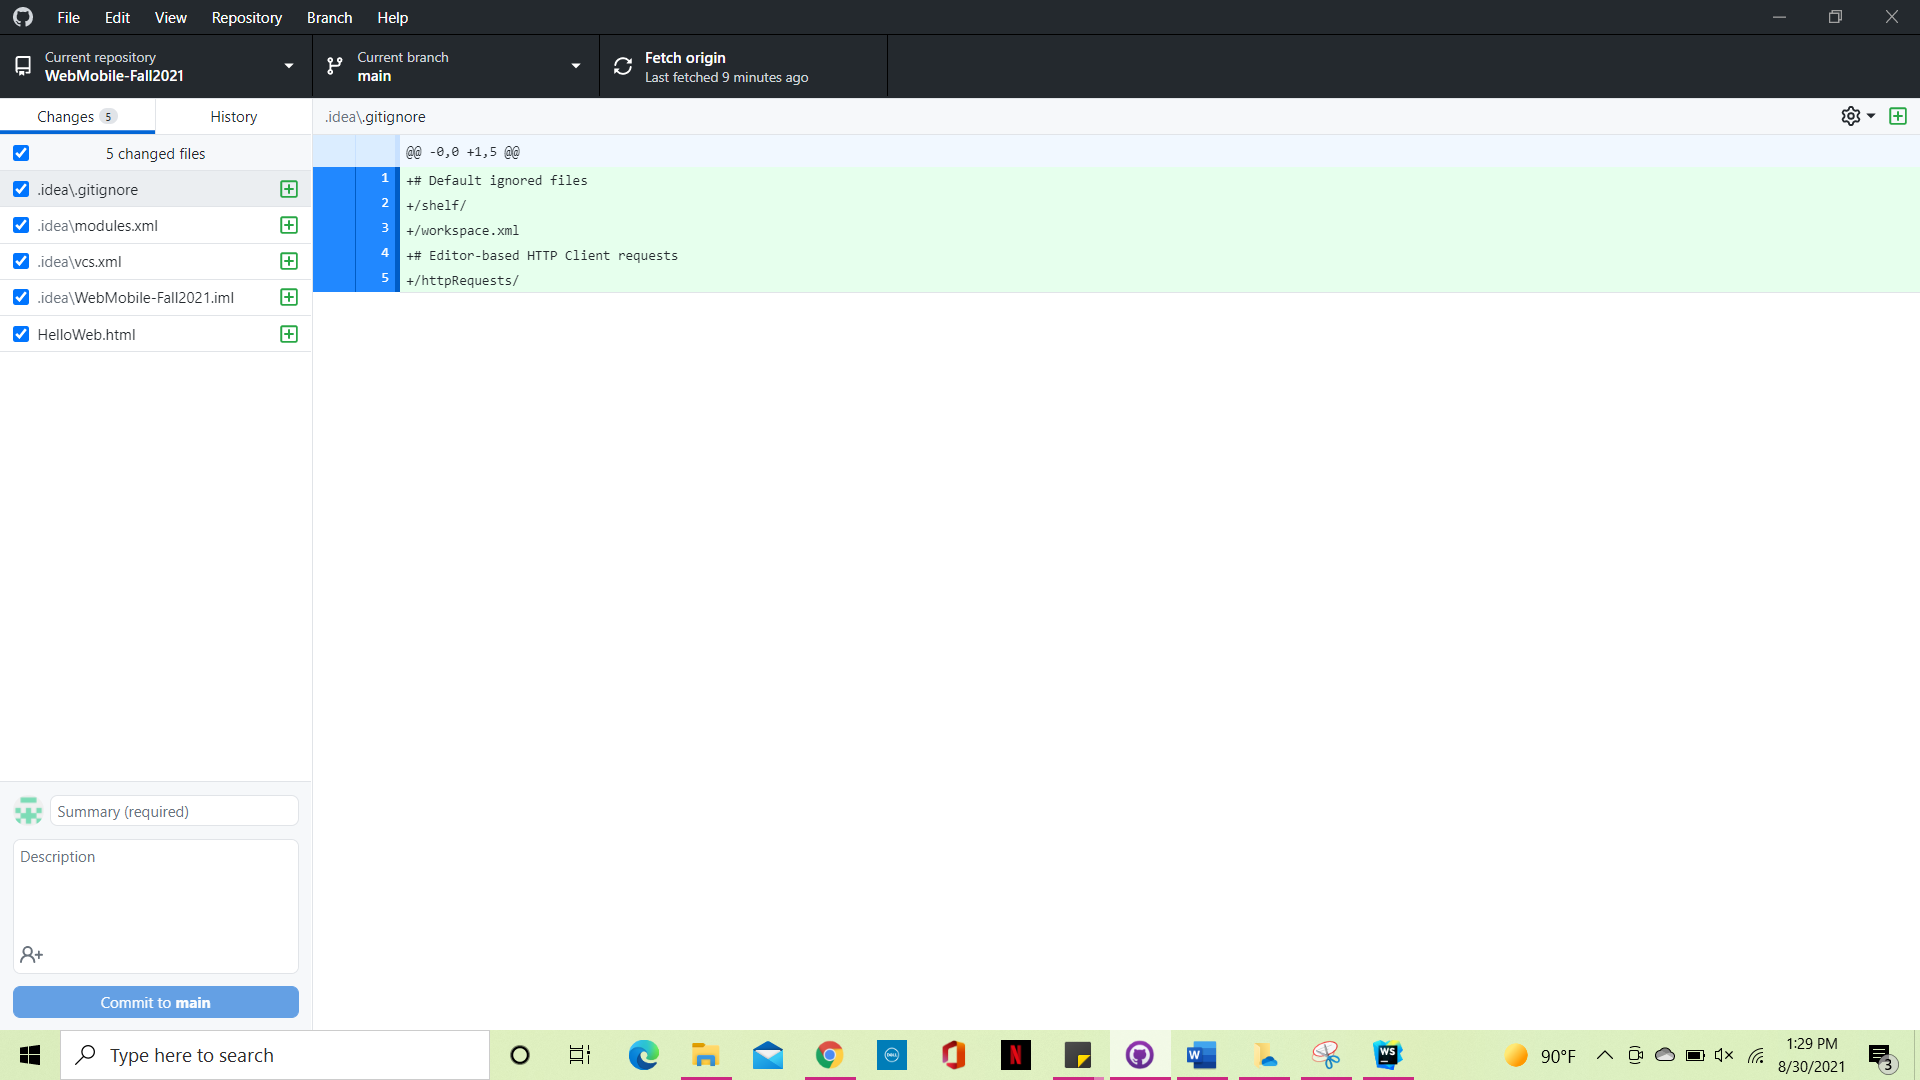 File Edit View Repository Branch Help
Current repository
WebMobile-Fall2021
Current branch
main
Fetch origin
Last fetched 9 minutes ago
Changes 5
History
.idea\.gitignore
5 changed files
.idea\.gitignore
.idea\modules.xml
.idea\vcs.xml
.idea\WebMobile-Fall2021.iml
HelloWeb.html
@@ -0,0 +1,5 @@
1 +# Default ignored files
2 +/shelf/
3 +/workspace.xml
4 +# Editor-based HTTP Client requests
5 +/httpRequests/
Summary (required)
Description
Commit to main
Type here to search
DELL
N
W
WS
90°F
1:29 PM
8/30/2021
3